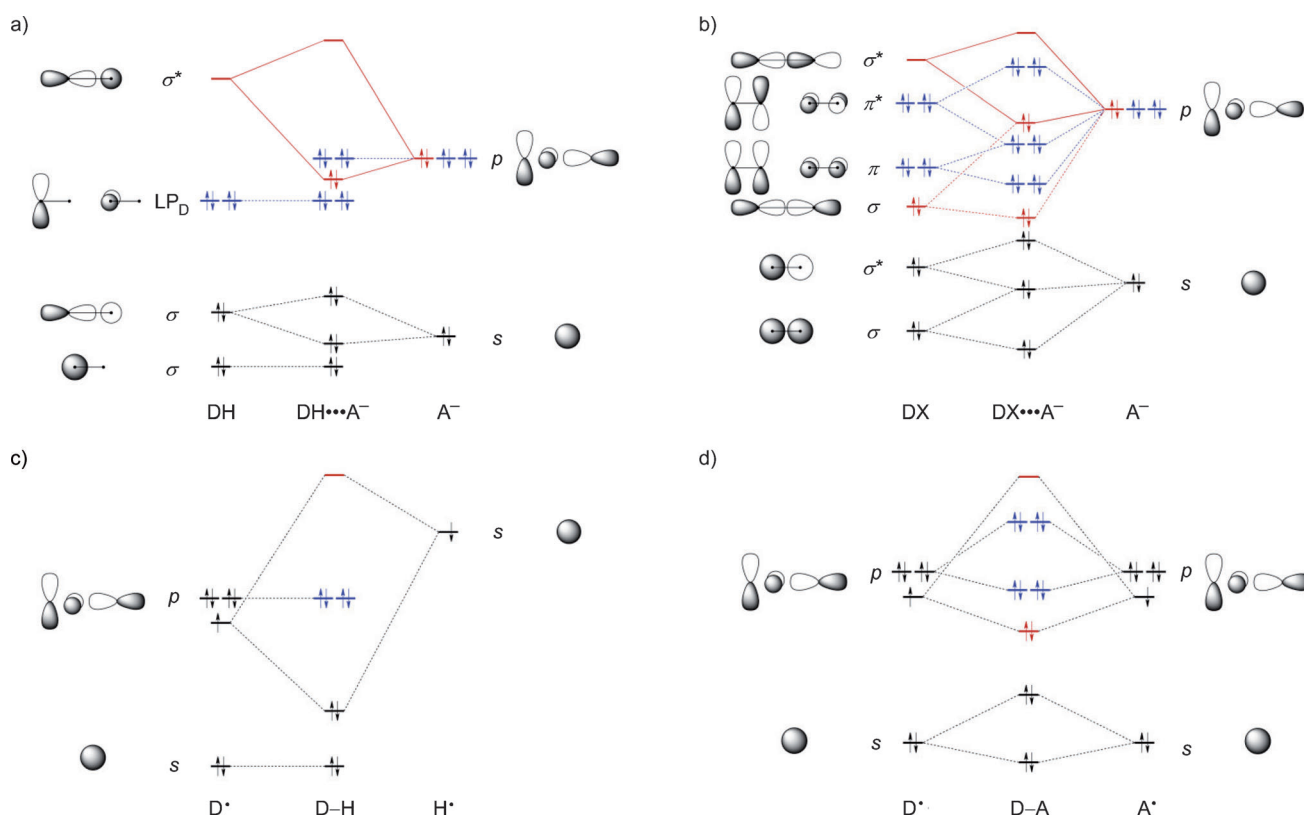 a)
σ*
p
LP_D
σ
s
σ
DH DH•••A⁻ A⁻
b)
σ*
π*
p
π
σ
σ*
s
σ
DX DX•••A⁻ A⁻
c)
s
p
s
D• D–H H•
d)
p p
s s
D• D–A A•